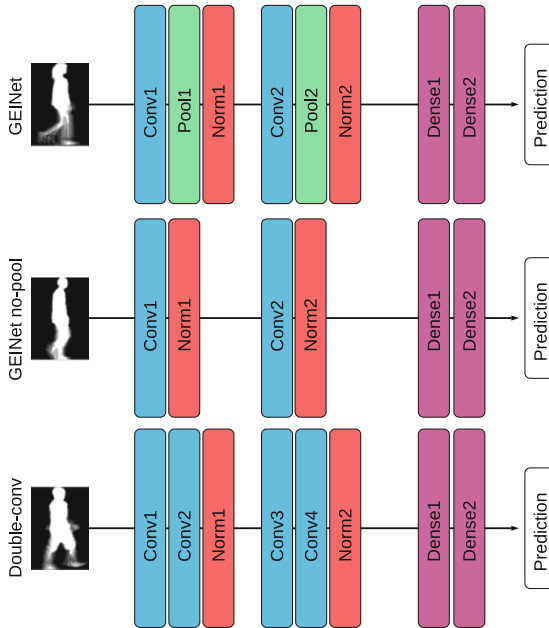 GEINet
Conv1
Pool1
Norm1
Conv2
Pool2
Norm2
Dense1
Dense2
Prediction
GEINet no-pool
Conv1
Norm1
Conv2
Norm2
Dense1
Dense2
Prediction
Double-conv
Conv1
Conv2
Norm1
Conv3
Conv4
Norm2
Dense1
Dense2
Prediction